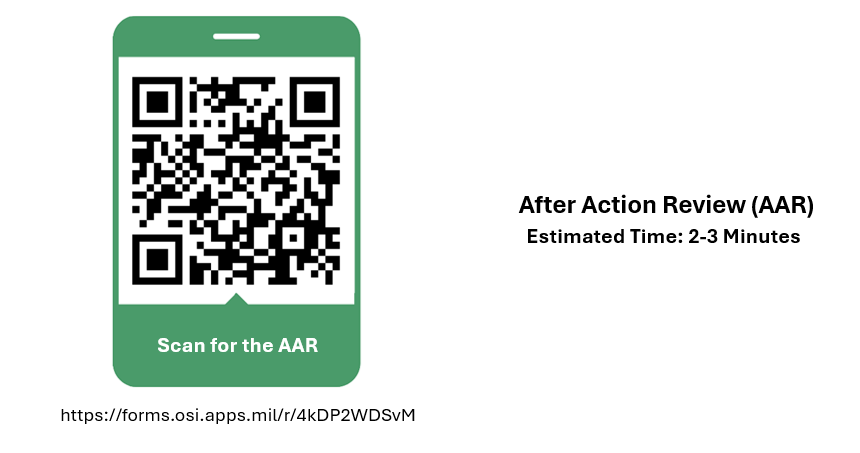 Scan for the AAR
https://forms.osi.apps.mil/r/4kDP2WDSvM
After Action Review (AAR)
Estimated Time: 2-3 Minutes